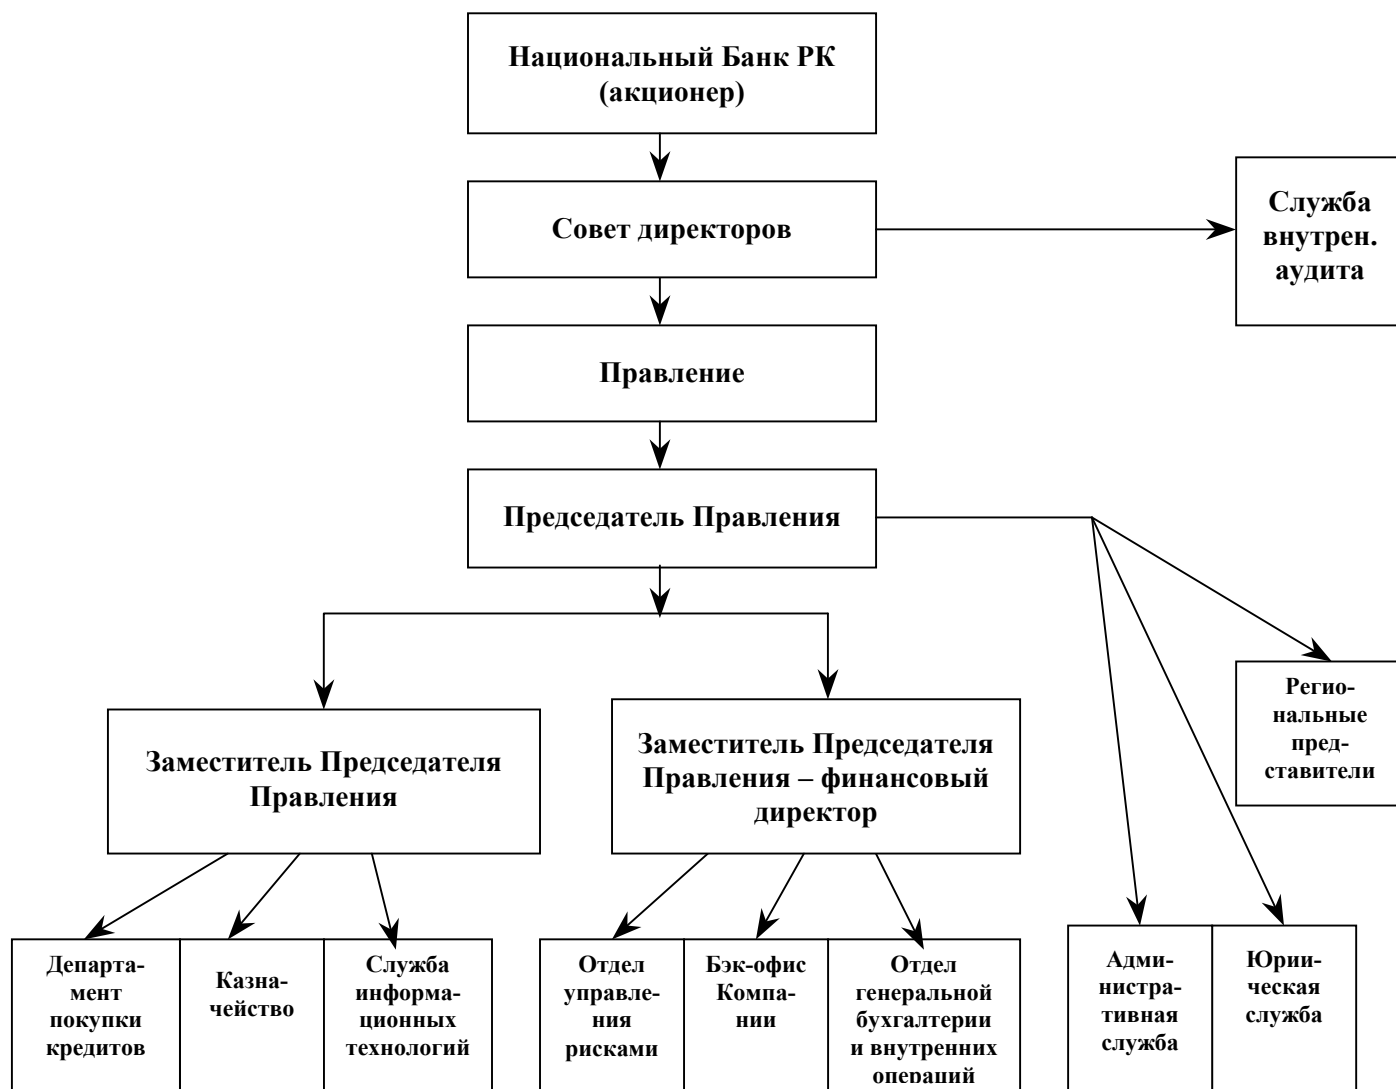 Национальный Банк РК
(акционер)
Совет директоров
Служба
внутрен.
аудита
Правление
Председатель Правления
Регио-
нальные
пред-
ставители
Заместитель Председателя
Правления
Заместитель Председателя
Правления – финансовый
директор
Департа-
мент
покупки
кредитов
Казна-
чейство
Служба
информа-
ционных
технологий
Отдел
управле-
ния
рисками
Бэк-офис
Компа-
нии
Отдел
генеральной
бухгалтерии
и внутренних
операций
Адми-
нистра-
тивная
служба
Юрии-
ческая
служба